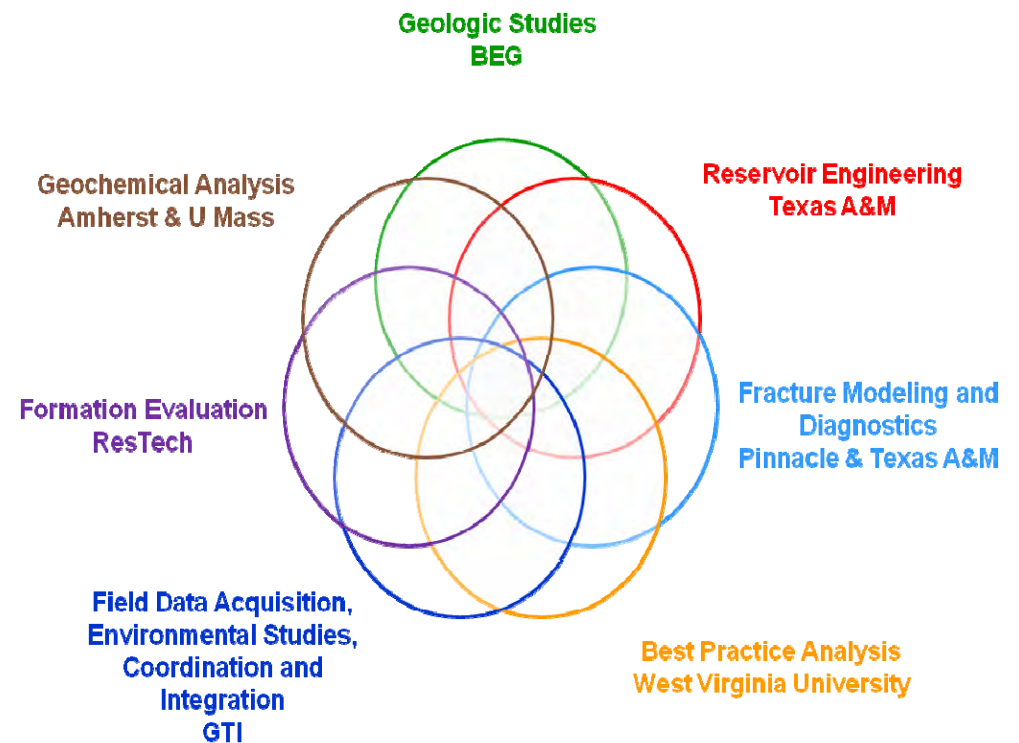 Geologic Studies
BEG
Geochemical Analysis
Amherst & U Mass
Reservoir Engineering
Texas A&M
Formation Evaluation
ResTech
Fracture Modeling and
Diagnostics
Pinnacle & Texas A&M
Field Data Acquisition,
Environmental Studies,
Coordination and
Integration
GTI
Best Practice Analysis
West Virginia University